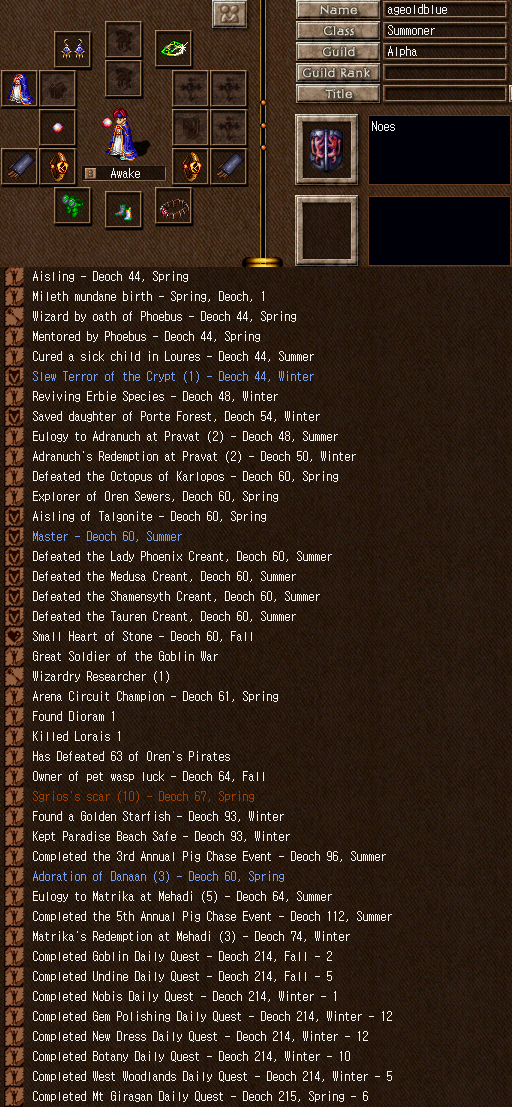 Name ageoldblue
Class Summoner
Guild Alpha
Guild Rank
Title
Noes
Awake
Aisling - Deoch 44, Spring
Mileth mundane birth - Spring, Deoch, 1
Wizard by oath of Phoebus - Deoch 44, Spring
Mentored by Phoebus - Deoch 44, Spring
Cured a sick child in Loures - Deoch 44, Summer
Slew Terror of the Crypt (1) - Deoch 44, Winter
Reviving Erbie Species - Deoch 48, Winter
Saved daughter of Porte Forest, Deoch 54, Winter
Eulogy to Adranuch at Pravat (2) - Deoch 48, Summer
Adranuch's Redemption at Pravat (2) - Deoch 50, Winter
Defeated the Octopus of Karlopos - Deoch 60, Spring
Explorer of Oren Sewers, Deoch 60, Spring
Aisling of Talgonite - Deoch 60, Spring
Master - Deoch 60, Summer
Defeated the Lady Phoenix Creant, Deoch 60, Summer
Defeated the Medusa Creant, Deoch 60, Summer
Defeated the Shamensyth Creant, Deoch 60, Summer
Defeated the Tauren Creant, Deoch 60, Summer
Small Heart of Stone - Deoch 60, Fall
Great Soldier of the Goblin War
Wizardry Researcher (1)
Arena Circuit Champion - Deoch 61, Spring
Found Dioram 1
Killed Lorais 1
Has Defeated 63 of Oren's Pirates
Owner of pet wasp luck - Deoch 64, Fall
Sgrios's scar (10) - Deoch 67, Spring
Found a Golden Starfish - Deoch 93, Winter
Kept Paradise Beach Safe - Deoch 93, Winter
Completed the 3rd Annual Pig Chase Event - Deoch 96, Summer
Adoration of Danaan (3) - Deoch 60, Spring
Eulogy to Matrika at Mehadi (5) - Deoch 64, Summer
Completed the 5th Annual Pig Chase Event - Deoch 112, Summer
Matrika's Redemption at Mehadi (3) - Deoch 74, Winter
Completed Goblin Daily Quest - Deoch 214, Fall - 2
Completed Undine Daily Quest - Deoch 214, Fall - 5
Completed Nobis Daily Quest - Deoch 214, Winter - 1
Completed Gem Polishing Daily Quest - Deoch 214, Winter - 12
Completed New Dress Daily Quest - Deoch 214, Winter - 12
Completed Botany Daily Quest - Deoch 214, Winter - 10
Completed West Woodlands Daily Quest - Deoch 214, Winter - 5
Completed Mt Giragan Daily Quest - Deoch 215, Spring - 6